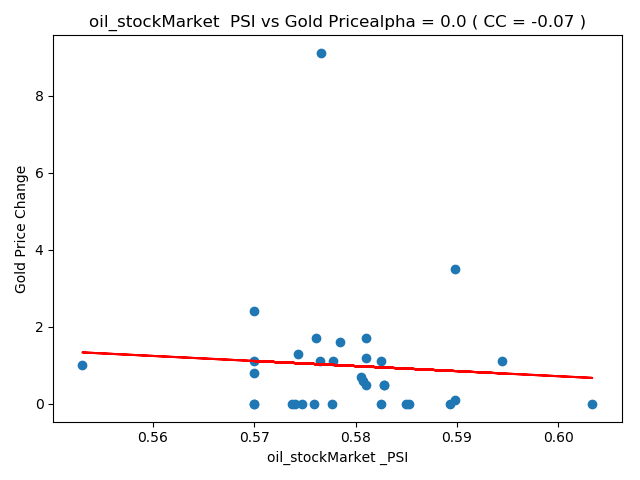 oil_stockMarket  PSI vs Gold Pricealpha = 0.0 ( CC = -0.07 )
8
6
4
2
0
Gold Price Change
0.56 0.57 0.58 0.59 0.60
oil_stockMarket _PSI